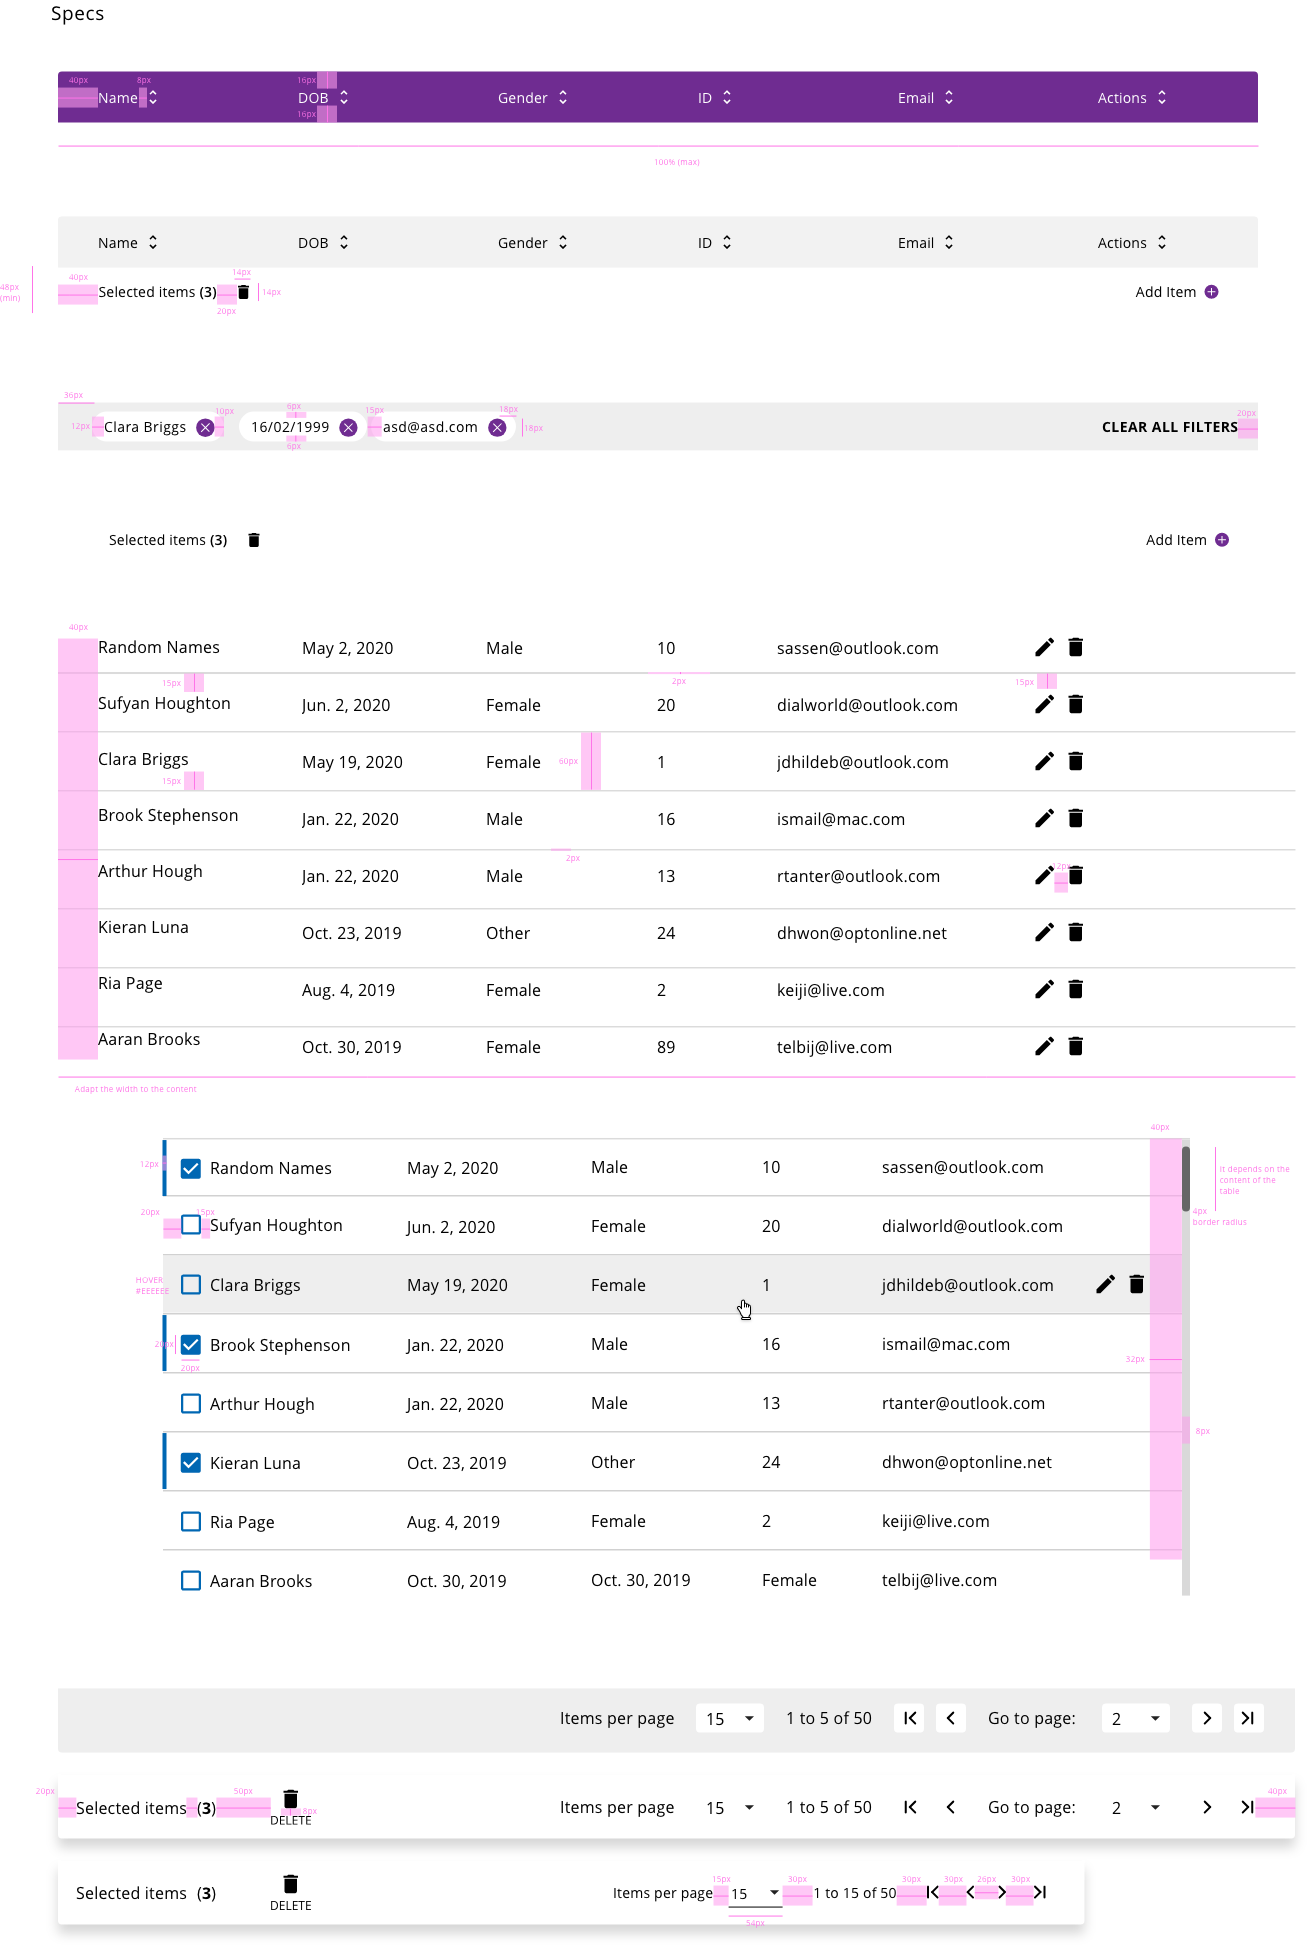 Specs
40px 8px 16px
Name DOB Gender ID Email Actions
16px
100% (max)
Name DOB Gender ID Email Actions
48px
(min)
40px 14px
Selected items (3) 14px Add Item
20px
36px
10px 6px 15px 18px 20px
12px Clara Briggs 16/02/1999 asd@asd.com 18px CLEAR ALL FILTERS
6px
Selected items (3) Add Item
40px
Random Names May 2, 2020 Male 10 sassen@outlook.com
15px 2px 15px
Sufyan Houghton Jun. 2, 2020 Female 20 dialworld@outlook.com
Clara Briggs May 19, 2020 Female 60px 1 jdhildeb@outlook.com
15px
Brook Stephenson Jan. 22, 2020 Male 16 ismail@mac.com
2px
12px
Arthur Hough Jan. 22, 2020 Male 13 rtanter@outlook.com
Kieran Luna Oct. 23, 2019 Other 24 dhwon@optonline.net
Ria Page Aug. 4, 2019 Female 2 keiji@live.com
Aaran Brooks Oct. 30, 2019 Female 89 telbij@live.com
Adapt the width to the content
40px
12px Random Names May 2, 2020 Male 10 sassen@outlook.com
It depends on the
content of the
table
20px 15px 4px
border radius
Sufyan Houghton Jun. 2, 2020 Female 20 dialworld@outlook.com
HOVER
#EEEEEE
Clara Briggs May 19, 2020 Female 1 jdhildeb@outlook.com
20px Brook Stephenson Jan. 22, 2020 Male 16 ismail@mac.com
20px 32px
Arthur Hough Jan. 22, 2020 Male 13 rtanter@outlook.com
8px
Kieran Luna Oct. 23, 2019 Other 24 dhwon@optonline.net
Ria Page Aug. 4, 2019 Female 2 keiji@live.com
Aaran Brooks Oct. 30, 2019 Oct. 30, 2019 Female telbij@live.com
Items per page 15 1 to 5 of 50 Go to page: 2
20px 50px 40px
Selected items (3) 8px Items per page 15 1 to 5 of 50 Go to page: 2
DELETE
15px 30px 30px 30px 26px 30px
Selected items (3) Items per page 15 1 to 15 of 50
DELETE
54px